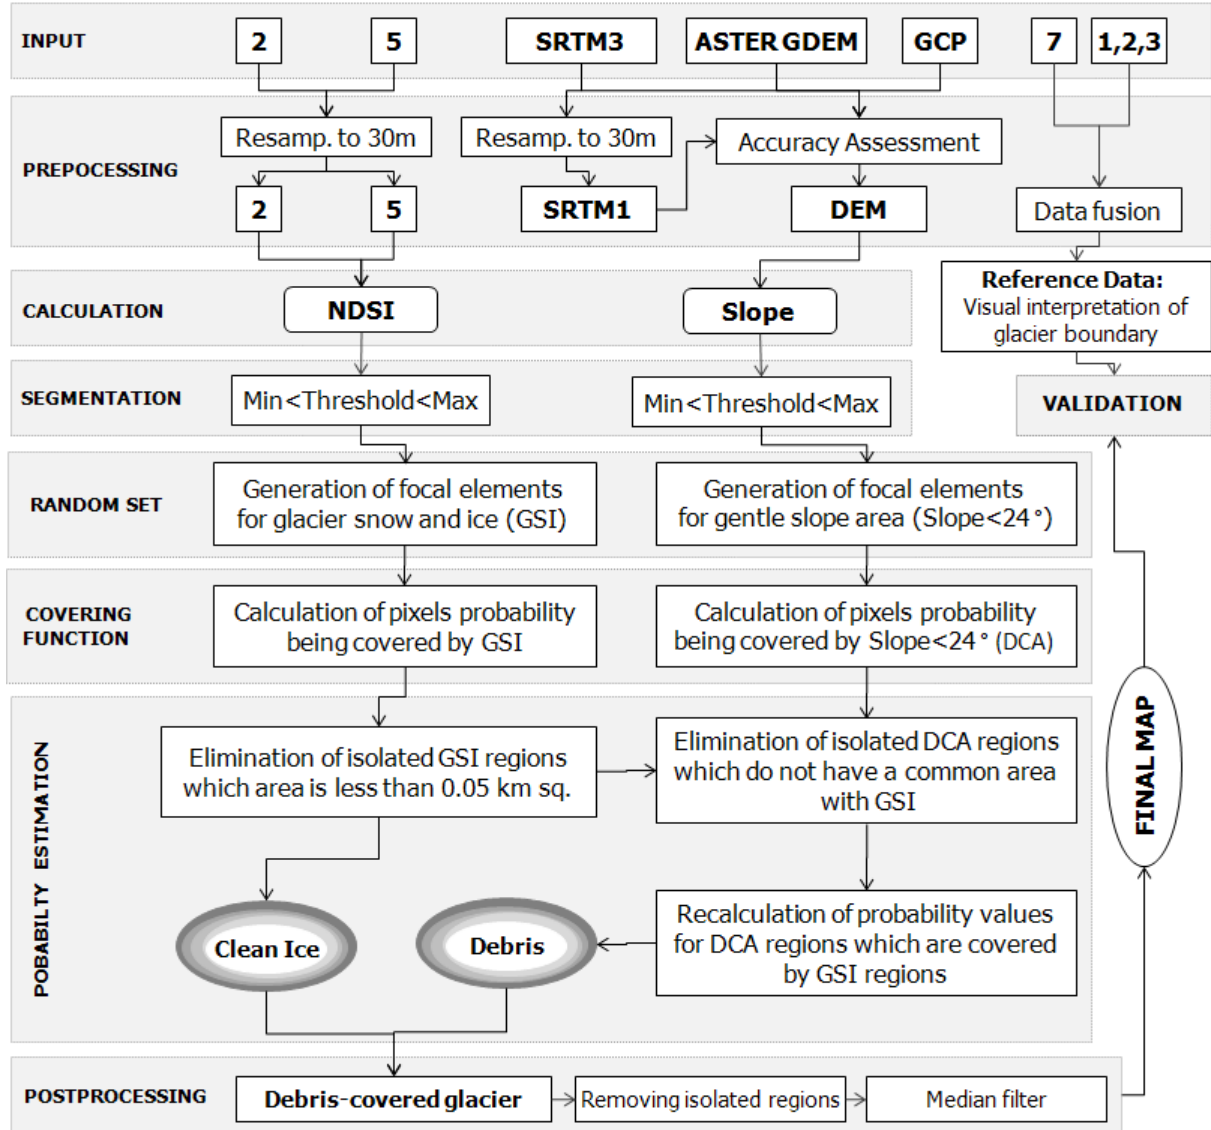 INPUT
2
5
SRTM3
ASTER GDEM
GCP
7
1,2,3
PREPOCESSING
Resamp. to 30m
Resamp. to 30m
Accuracy Assessment
2
5
SRTM1
DEM
Data fusion
CALCULATION
NDSI
Slope
Reference Data:
Visual interpretation of
glacier boundary
SEGMENTATION
Min<Threshold<Max
Min<Threshold<Max
VALIDATION
RANDOM SET
Generation of focal elements
for glacier snow and ice (GSI)
Generation of focal elements
for gentle slope area (Slope<24°)
COVERING
FUNCTION
Calculation of pixels probability
being covered by GSI
Calculation of pixels probability
being covered by Slope<24° (DCA)
POBABILTY ESTIMATION
Elimination of isolated GSI regions
which area is less than 0.05 km sq.
Elimination of isolated DCA regions
which do not have a common area
with GSI
FINAL MAP
Clean Ice
Debris
Recalculation of probability values
for DCA regions which are covered
by GSI regions
POSTPROCESSING
Debris-covered glacier
Removing isolated regions
Median filter